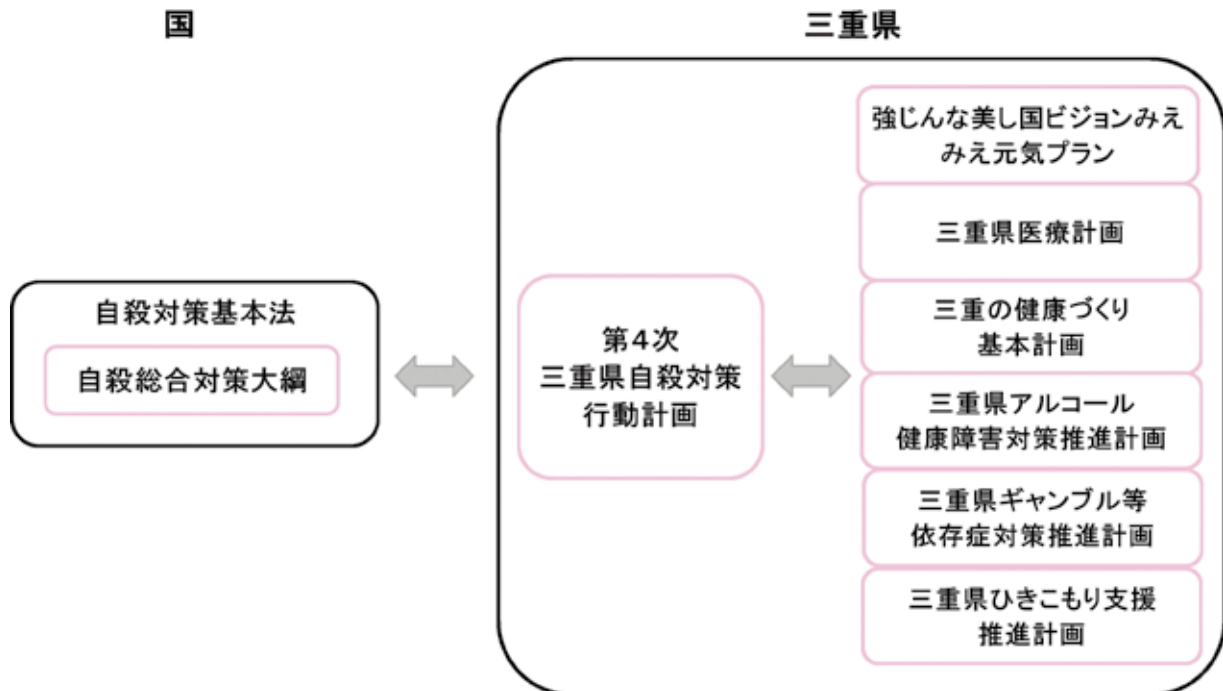 国
三重県
自殺対策基本法
自殺総合対策大綱
第4次
三重県自殺対策
行動計画
強じんな美し国ビジョンみえ
みえ元気プラン
三重県医療計画
三重の健康づくり
基本計画
三重県アルコール
健康障害対策推進計画
三重県ギャンブル等
依存症対策推進計画
三重県ひきこもり支援
推進計画